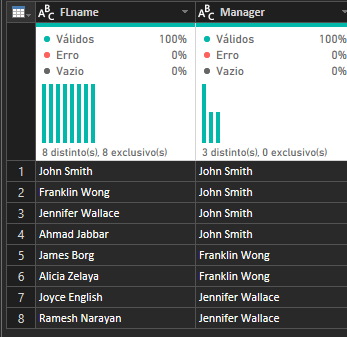 ABC FLname ABC Manager
Válidos 100% Válidos 100%
Erro 0% Erro 0%
Vazio 0% Vazio 0%
8 distinto(s), 8 exclusivo(s) 3 distinto(s), 0 exclusivo(s)
1 John Smith John Smith
2 Franklin Wong John Smith
3 Jennifer Wallace John Smith
4 Ahmad Jabbar John Smith
5 James Borg Franklin Wong
6 Alicia Zelaya Franklin Wong
7 Joyce English Jennifer Wallace
8 Ramesh Narayan Jennifer Wallace